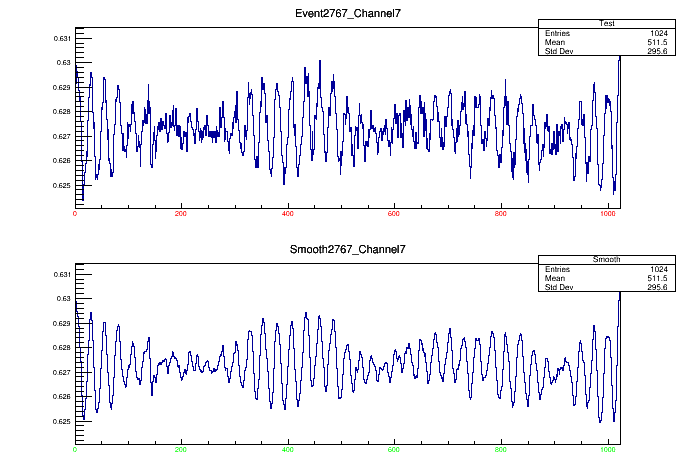 Event2767_Channel7
Test
Entries 1024
Mean 511.5
Std Dev 295.6
0.631
0.63
0.629
0.628
0.627
0.626
0.625
0 200 400 600 800 1000
Smooth2767_Channel7
Smooth
Entries 1024
Mean 511.5
Std Dev 295.6
0.631
0.63
0.629
0.628
0.627
0.626
0.625
0 200 400 600 800 1000